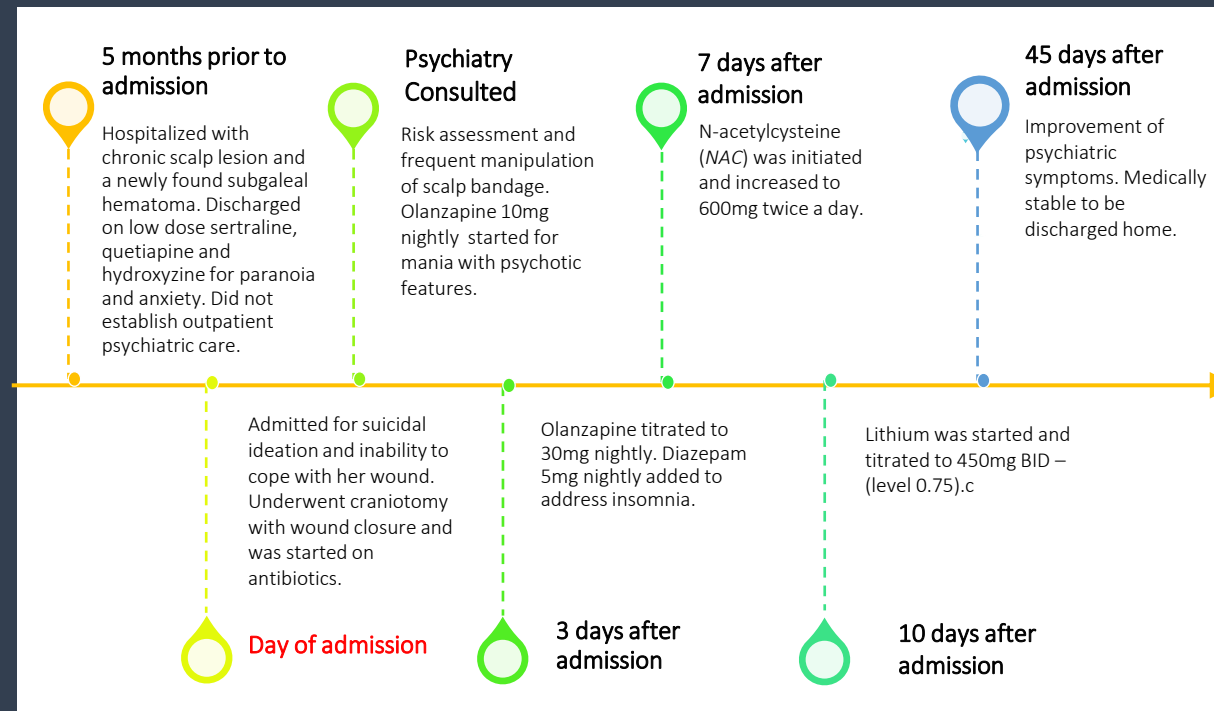 5 months prior to
admission
Hospitalized with
chronic scalp lesion and
a newly found subgaleal
hematoma. Discharged
on low dose sertraline,
quetiapine and
hydroxyzine for paranoia
and anxiety. Did not
establish outpatient
psychiatric care.
Admitted for suicidal
ideation and inability to
cope with her wound.
Underwent craniotomy
with wound closure and
was started on
antibiotics.
Day of admission
Psychiatry
Consulted
Risk assessment and
frequent manipulation
of scalp bandage.
Olanzapine 10mg
nightly  started for
mania with psychotic
features.
Olanzapine titrated to
30mg nightly. Diazepam
5mg nightly added to
address insomnia.
3 days after
admission
7 days after
admission
N-acetylcysteine
(NAC) was initiated
and increased to
600mg twice a day.
Lithium was started and
titrated to 450mg BID –
(level 0.75).c
10 days after
admission
45 days after
admission
Improvement of
psychiatric
symptoms. Medically
stable to be
discharged home.